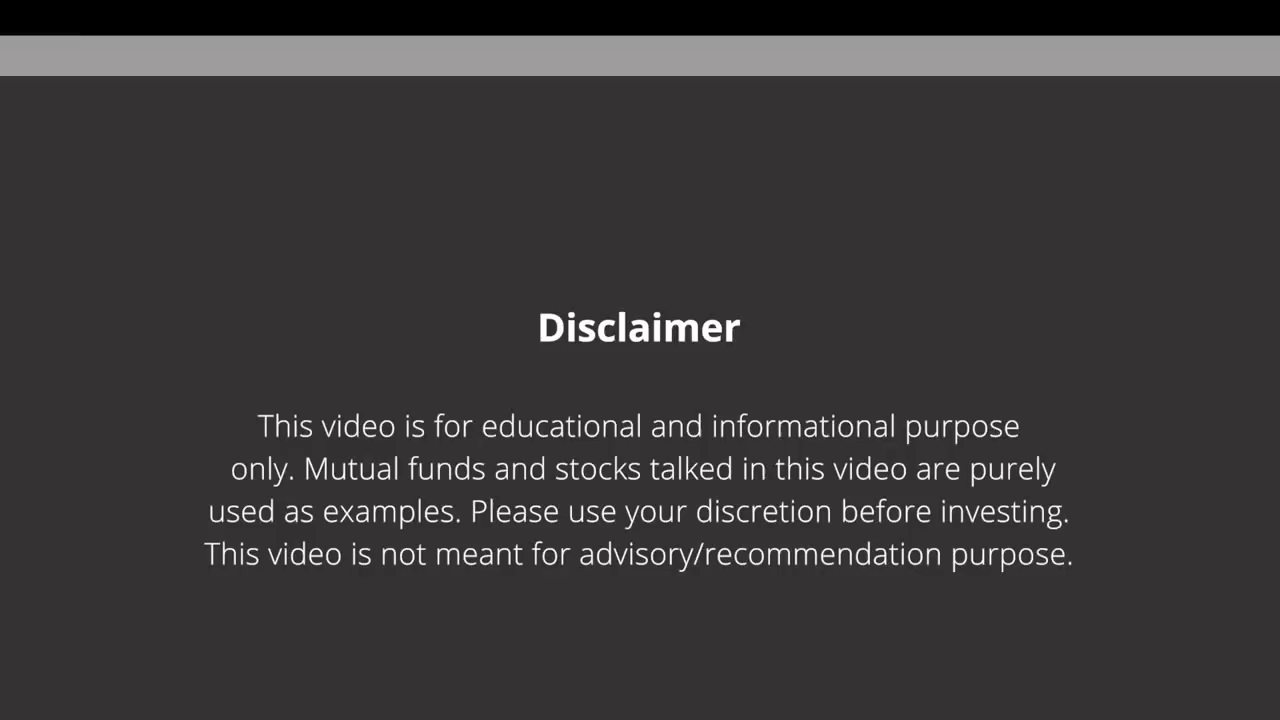 Disclaimer
This video is for educational and informational purpose
only. Mutual funds and stocks talked in this video are purely
used as examples. Please use your discretion before investing.
This video is not meant for advisory/recommendation purpose.